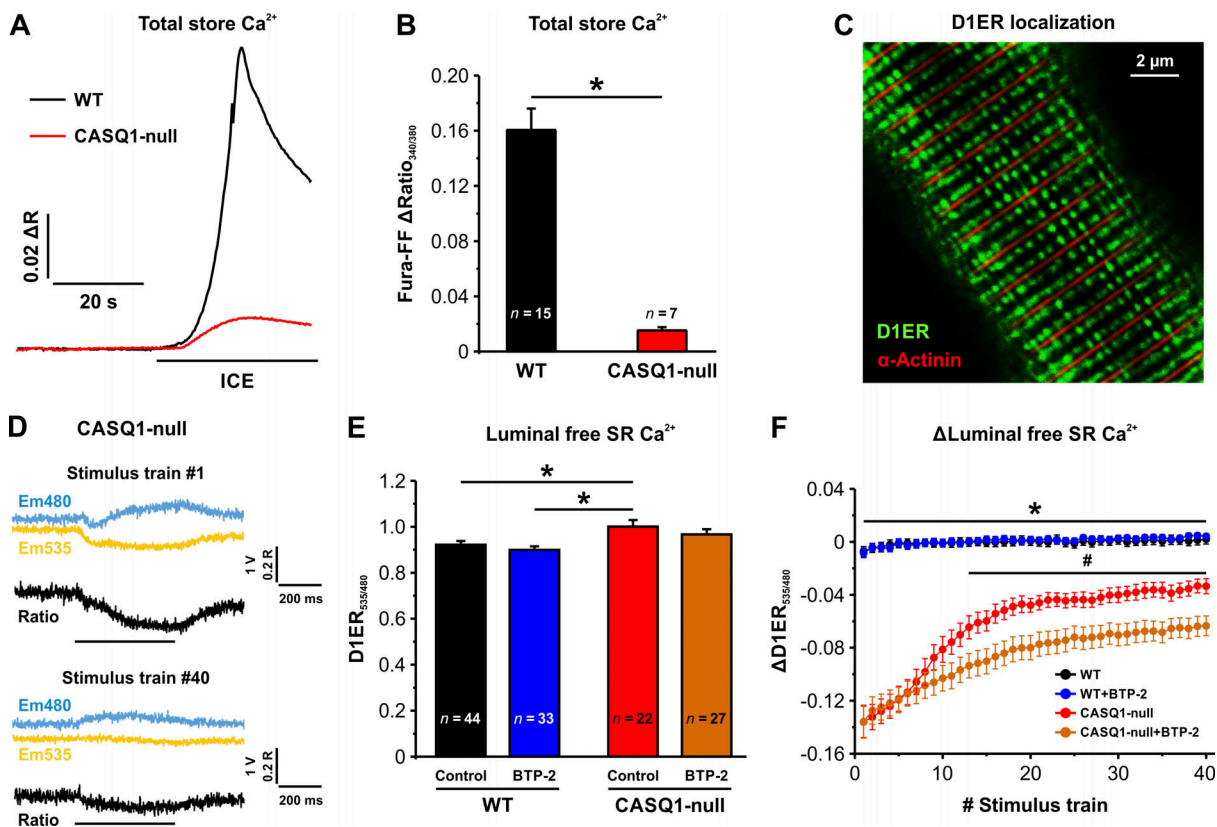 A
Total store Ca²⁺
WT
CASQ1-null
0.02 ΔR
20 s
ICE
B
Total store Ca²⁺
Fura-FF ΔRatio₃₄₀/₃₈₀
0.20
0.16
0.12
0.08
0.04
0
*
n = 15
n = 7
WT
CASQ1-null
C
D1ER localization
2 µm
D1ER
α-Actinin
D
CASQ1-null
Stimulus train #1
Em480
Em535
Ratio
1 V
0.2 R
200 ms
Stimulus train #40
Em480
Em535
Ratio
1 V
0.2 R
200 ms
E
Luminal free SR Ca²⁺
D1ER₅₃₅/₄₈₀
1.2
1.0
0.8
0.6
0.4
0.2
0
*
*
n = 44
n = 33
n = 22
n = 27
Control
BTP-2
Control
BTP-2
WT
CASQ1-null
F
ΔLuminal free SR Ca²⁺
ΔD1ER₅₃₅/₄₈₀
0.04
0
-0.04
-0.08
-0.12
-0.16
*
#
WT
WT+BTP-2
CASQ1-null
CASQ1-null+BTP-2
0
10
20
30
40
# Stimulus train